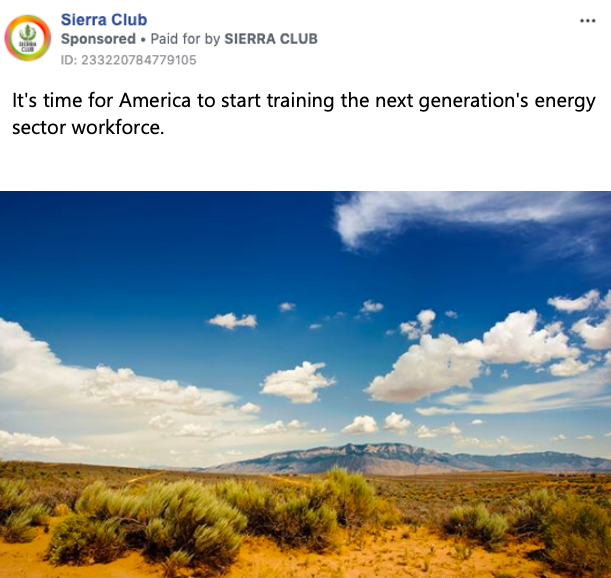 Sierra Club
Sponsored • Paid for by SIERRA CLUB
ID: 233220784779105
It's time for America to start training the next generation's energy
sector workforce.
SIERRA
CLUB